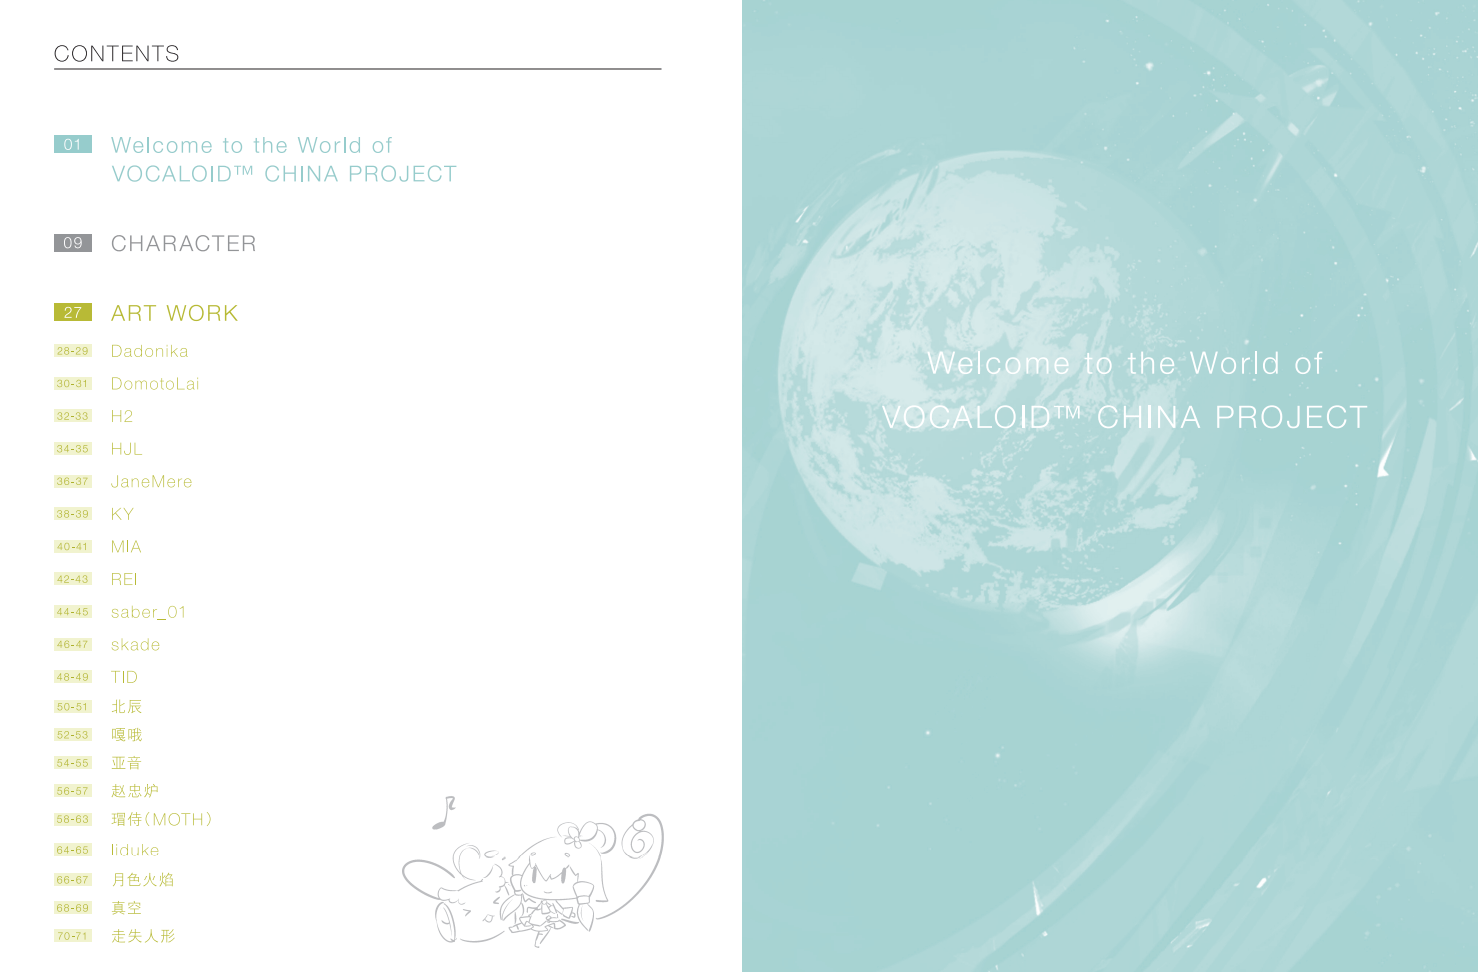 CONTENTS
01 Welcome to the World of
VOCALOID™ CHINA PROJECT
09 CHARACTER
27 ART WORK
28-29 Dadonika
30-31 DomotoLai
32-33 H2
34-35 HJL
36-37 JaneMere
38-39 KY
40-41 MIA
42-43 REI
44-45 saber_01
46-47 skade
48-49 TID
50-51 北辰
52-53 嘎哦
54-55 亚音
56-57 赵忠炉
58-63 瑁侍（MOTH）
64-65 liduke
66-67 月色火焰
68-69 真空
70-71 走失人形
Welcome to the World of
VOCALOID™ CHINA PROJECT